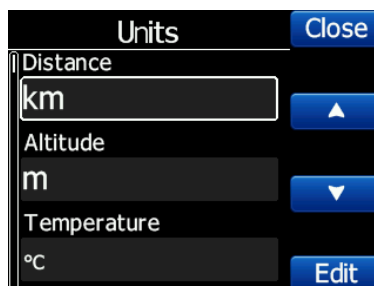 Units
Close
Distance
km
Altitude
m
Temperature
°C
Edit